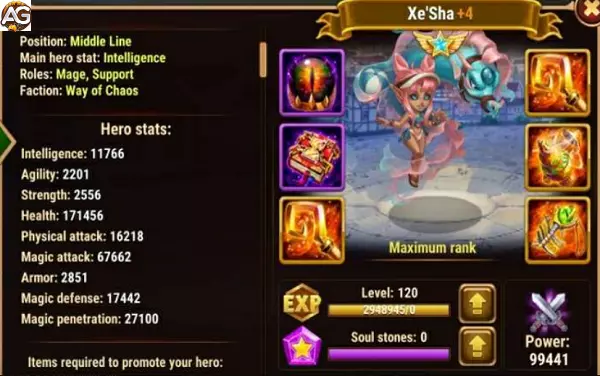 AG
Xe'Sha +4
Position: Middle Line
Main hero stat: Intelligence
Roles: Mage, Support
Faction: Way of Chaos
Hero stats:
Intelligence: 11766
Agility: 2201
Strength: 2556
Health: 171456
Physical attack: 16218
Magic attack: 67662
Armor: 2851
Magic defense: 17442
Magic penetration: 27100
Items required to promote your hero:
Maximum rank
EXP
Level: 120
2948945/0
Soul stones: 0
Power:
99441